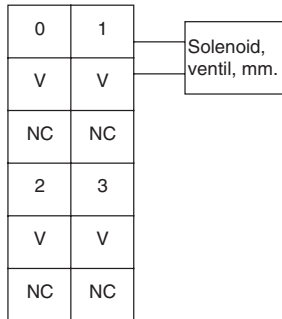 0 1
Solenoid,
ventil, mm.
V V
NC NC
2 3
V V
NC NC